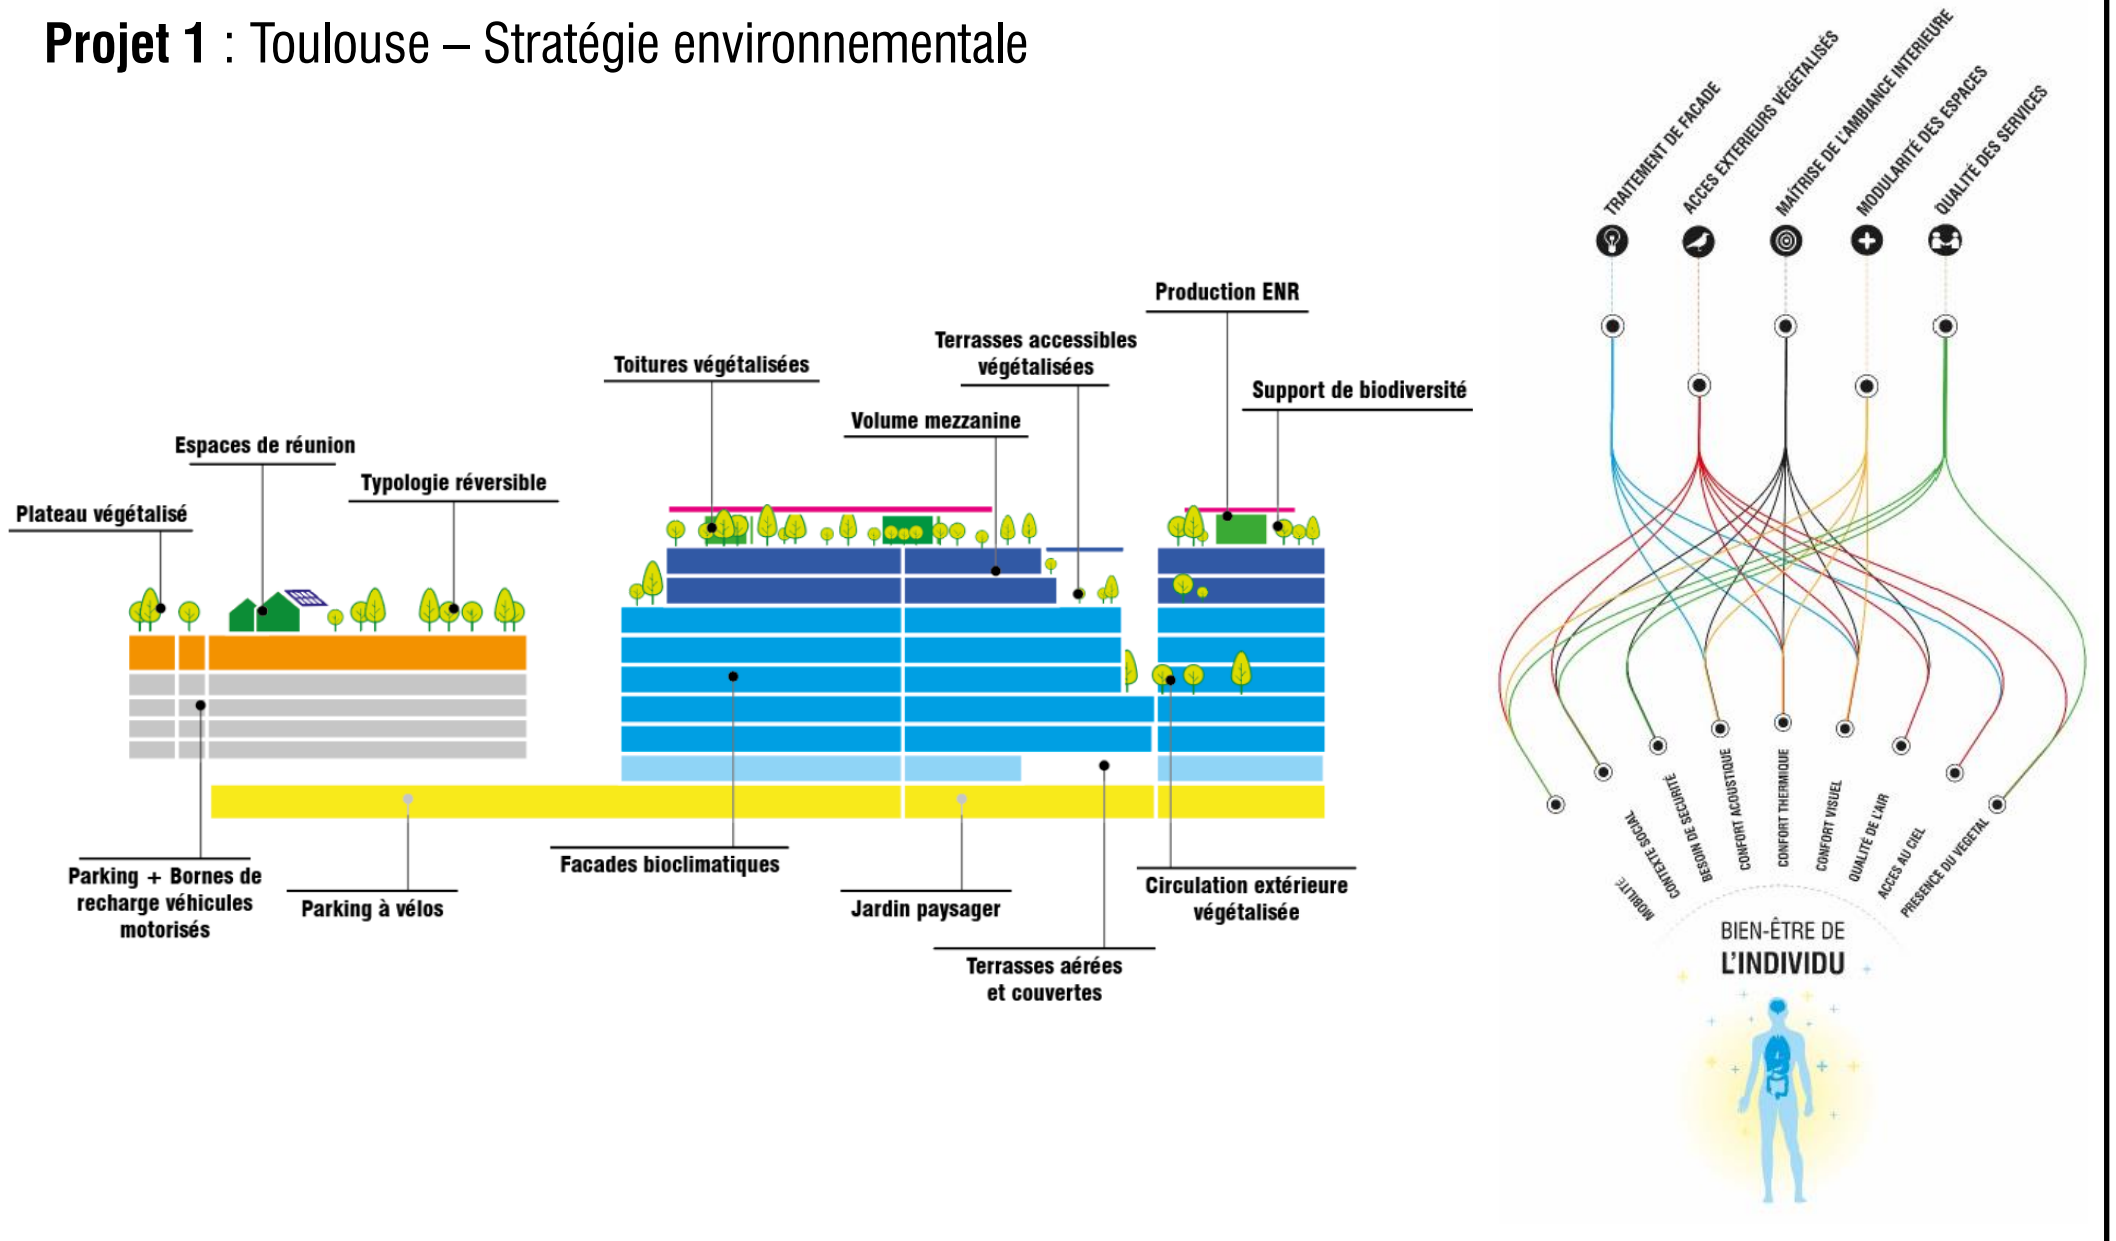 Projet 1 : Toulouse – Stratégie environnementale
TRAITEMENT DE FACADE
ACCES EXTERIEURS VÉGÉTALISÉS
MAÎTRISE DE L'AMBIANCE INTERIEURE
MODULARITÉ DES ESPACES
QUALITÉ DES SERVICES
Production ENR
Terrasses accessibles
végétalisées
Toitures végétalisées
Support de biodiversité
Volume mezzanine
Espaces de réunion
Typologie réversible
Plateau végétalisé
Parking + Bornes de
recharge véhicules
motorisés
Parking à vélos
Facades bioclimatiques
Jardin paysager
Circulation extérieure
végétalisée
Terrasses aérées
et couvertes
MOBILITÉ
CONTEXTE SOCIAL
BESOIN DE SECURITÉ
CONFORT ACOUSTIQUE
CONFORT THERMIQUE
CONFORT VISUEL
QUALITÉ DE L'AIR
ACCES AU CIEL
PRESENCE DU VEGETAL
BIEN-ÊTRE DE
L'INDIVIDU